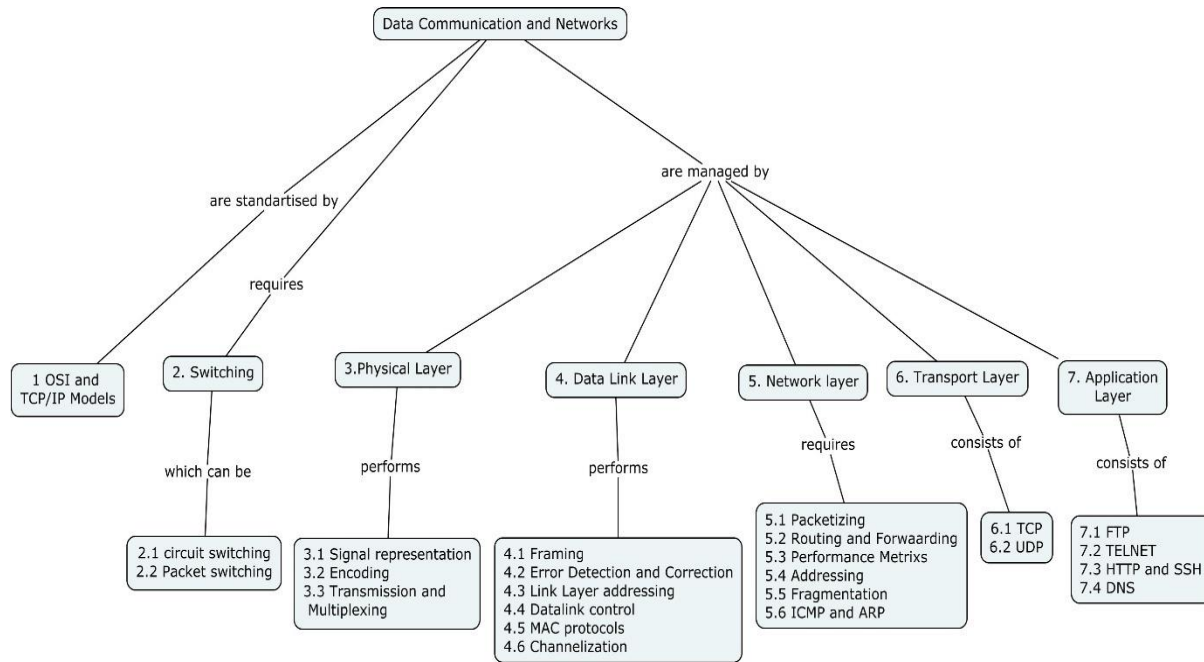 Data Communication and Networks
are managed by
are standartised by
requires
1 OSI and
TCP/IP Models
2. Switching
3.Physical Layer
4. Data Link Layer
5. Network layer
6. Transport Layer
7. Application
Layer
which can be
performs
performs
requires
consists of
consists of
2.1 circuit switching
2.2 Packet switching
3.1 Signal representation
3.2 Encoding
3.3 Transmission and
Multiplexing
4.1 Framing
4.2 Error Detection and Correction
4.3 Link Layer addressing
4.4 Datalink control
4.5 MAC protocols
4.6 Channelization
5.1 Packetizing
5.2 Routing and Forwaarding
5.3 Performance Metrixs
5.4 Addressing
5.5 Fragmentation
5.6 ICMP and ARP
6.1 TCP
6.2 UDP
7.1 FTP
7.2 TELNET
7.3 HTTP and SSH
7.4 DNS